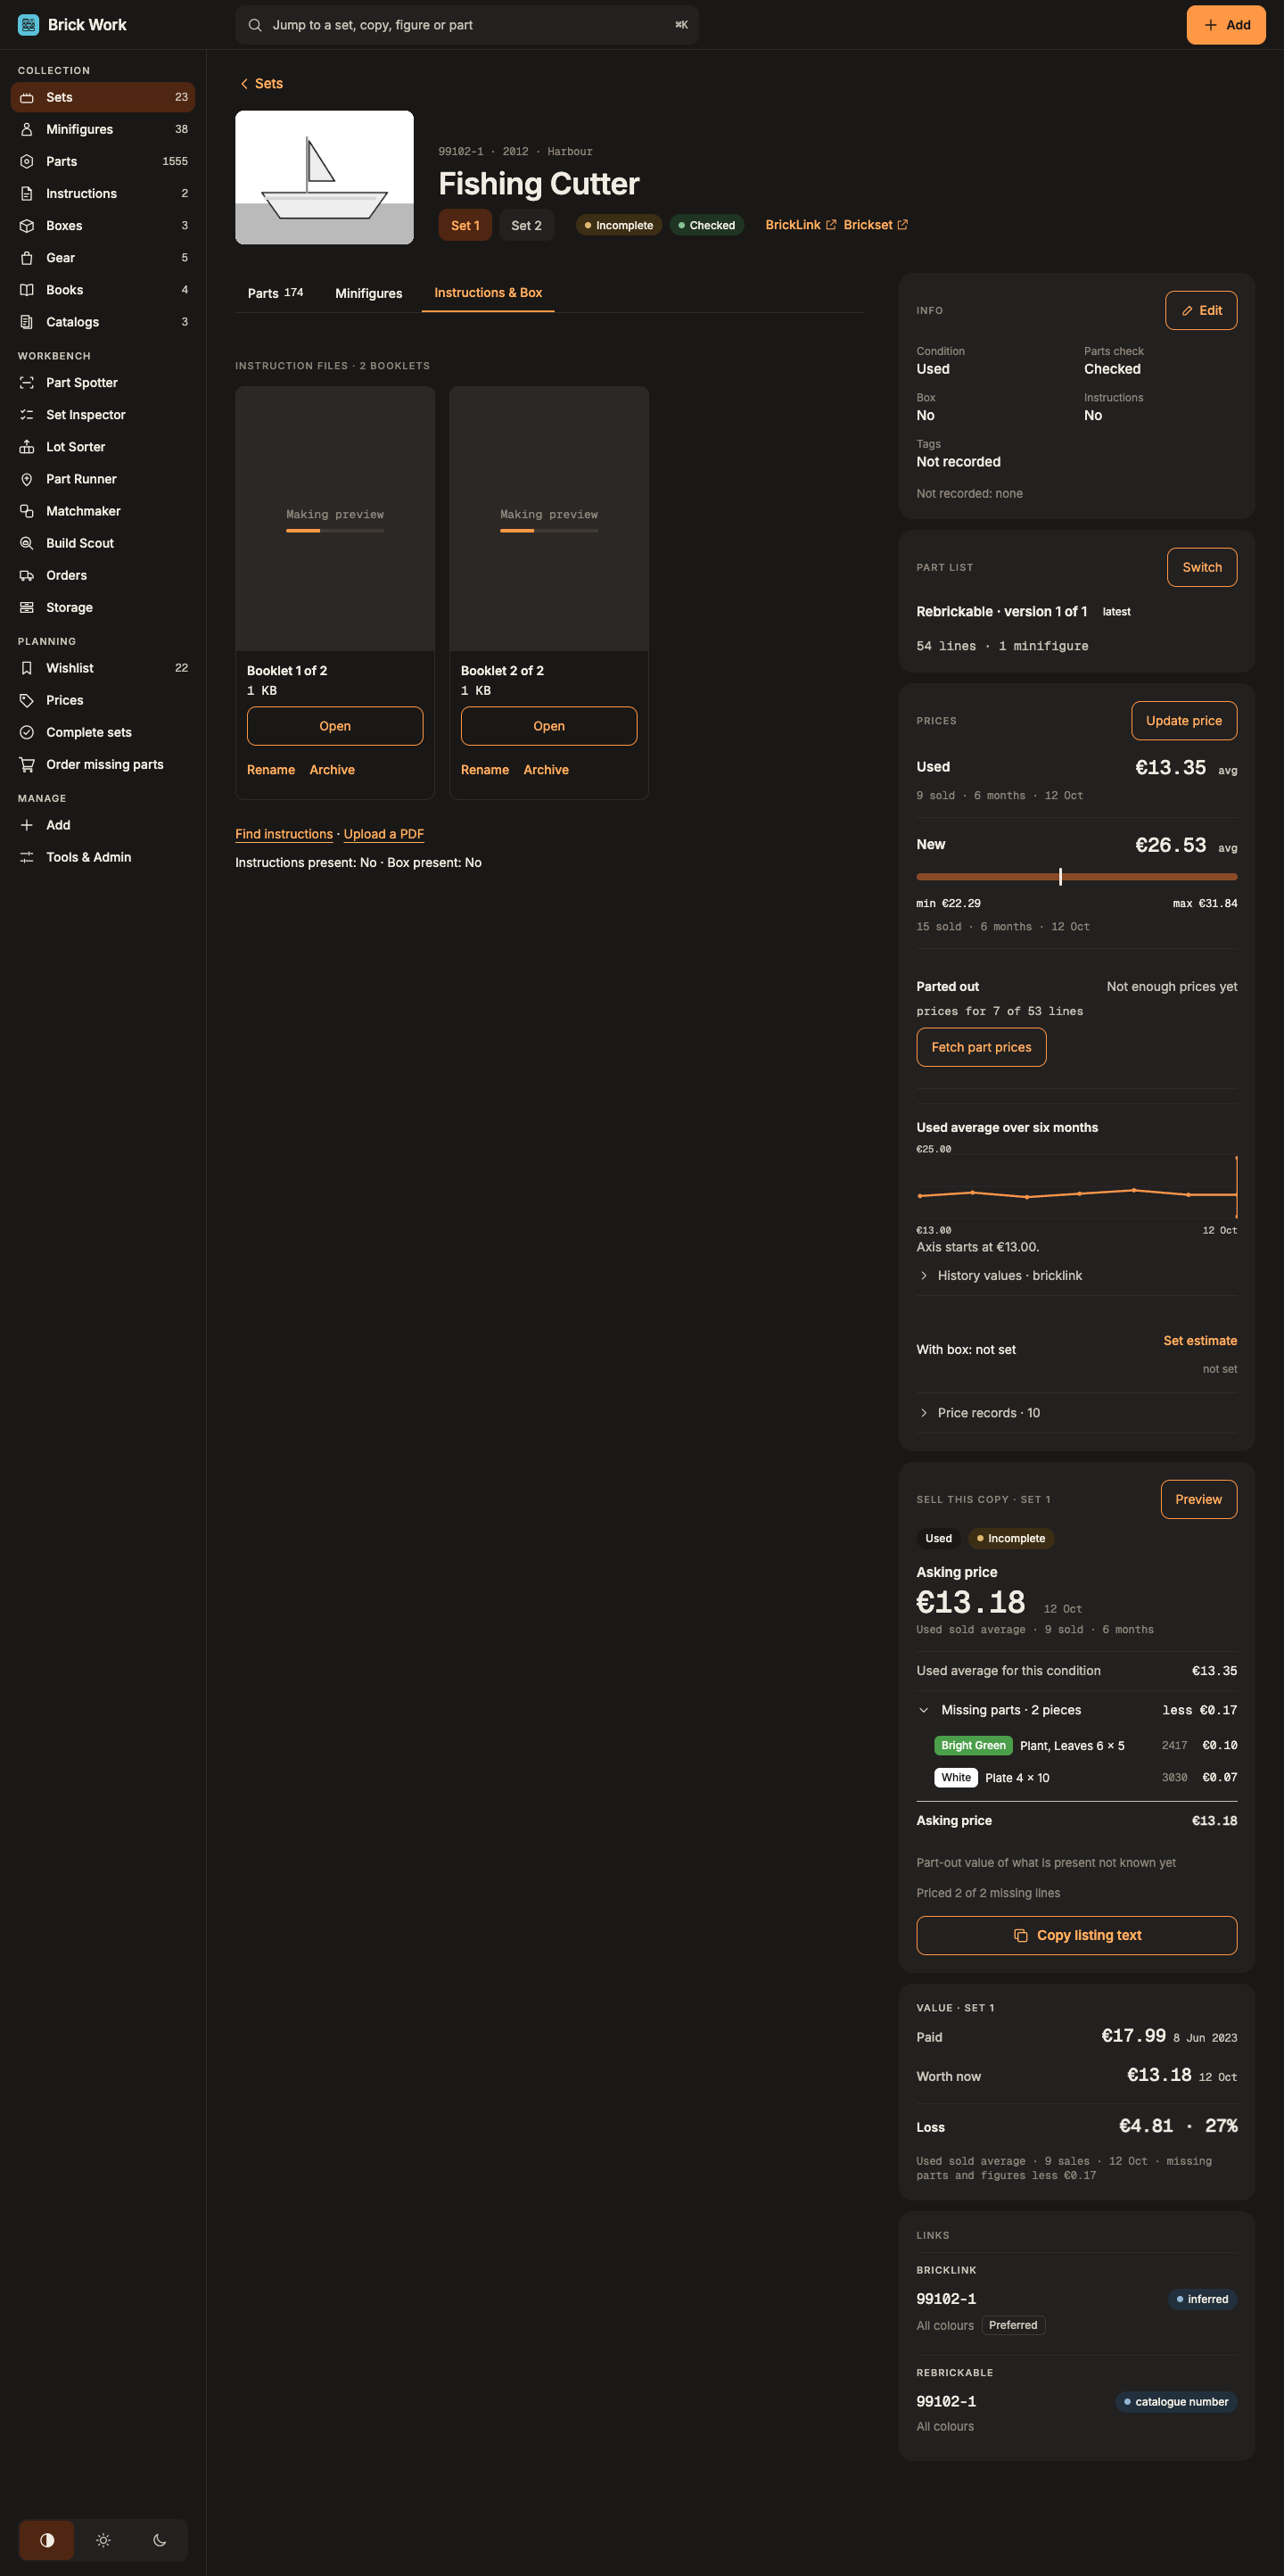 Brick Work
Jump to a set, copy, figure or part
⌘K
Add
COLLECTION
Sets 23
Minifigures 38
Parts 1555
Instructions 2
Boxes 3
Gear 5
Books 4
Catalogs 3
WORKBENCH
Part Spotter
Set Inspector
Lot Sorter
Part Runner
Matchmaker
Build Scout
Orders
Storage
PLANNING
Wishlist 22
Prices
Complete sets
Order missing parts
MANAGE
Add
Tools & Admin
Sets
99102-1 · 2012 · Harbour
Fishing Cutter
Set 1 Set 2 Incomplete Checked BrickLink Brickset
Parts 174 Minifigures Instructions & Box
INSTRUCTION FILES · 2 BOOKLETS
Making preview
Booklet 1 of 2
1 KB
Open
Rename Archive
Making preview
Booklet 2 of 2
1 KB
Open
Rename Archive
Find instructions · Upload a PDF
Instructions present: No · Box present: No
INFO
Edit
Condition Parts check
Used Checked
Box Instructions
No No
Tags
Not recorded
Not recorded: none
PART LIST
Switch
Rebrickable · version 1 of 1 latest
54 lines · 1 minifigure
PRICES
Update price
Used €13.35 avg
9 sold · 6 months · 12 Oct
New €26.53 avg
min €22.29 max €31.84
15 sold · 6 months · 12 Oct
Parted out Not enough prices yet
prices for 7 of 53 lines
Fetch part prices
Used average over six months
€25.00
€13.00 12 Oct
Axis starts at €13.00.
History values · bricklink
With box: not set
Set estimate
not set
Price records · 10
SELL THIS COPY · SET 1
Preview
Used Incomplete
Asking price
€13.18 12 Oct
Used sold average · 9 sold · 6 months
Used average for this condition €13.35
Missing parts · 2 pieces less €0.17
Bright Green Plant, Leaves 6 × 5 2417 €0.10
White Plate 4 × 10 3030 €0.07
Asking price €13.18
Part-out value of what is present not known yet
Priced 2 of 2 missing lines
Copy listing text
VALUE · SET 1
Paid €17.99 8 Jun 2023
Worth now €13.18 12 Oct
Loss €4.81 · 27%
Used sold average · 9 sales · 12 Oct · missing
parts and figures less €0.17
LINKS
BRICKLINK
99102-1 inferred
All colours Preferred
REBRICKABLE
99102-1 catalogue number
All colours